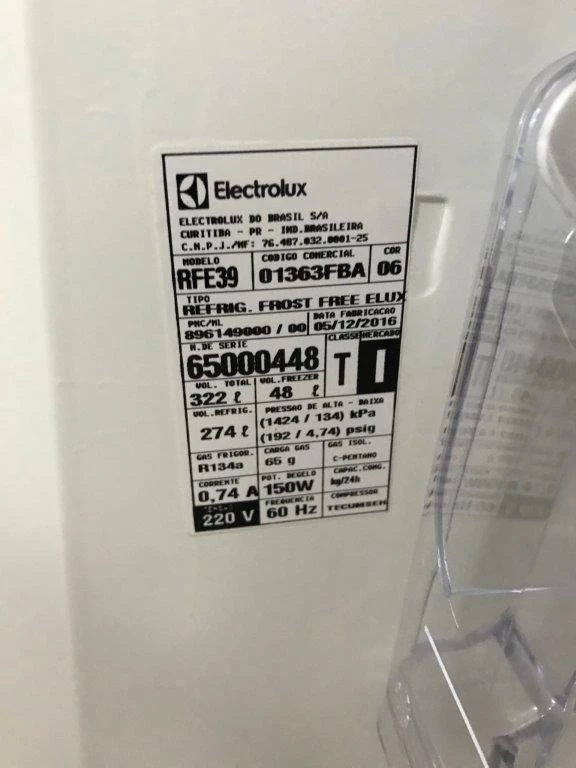 Electrolux
ELECTROLUX DO BRASIL S/A
CURITIBA - PR - IND.BRASILEIRA
C.N.P.J./MF: 76.487.032.0001-25
MODELO CODIGO COMERCIAL COR
RFE39 01363FBA 06
TIPO
REFRIG. FROST FREE ELUX
PNC/ML DATA FABRICACAO
896149000 / 00 05/12/2016
N.DE SERIE CLASSE MERCADO
65000448 T I
VOL. TOTAL VOL.FREEZER
322 ℓ 48 ℓ
VOL.REFRIG. PRESSAO DE ALTA - BAIXA
274 ℓ (1424 / 134) kPa
(192 / 4,74) psig
GAS FRIGOR. CARGA GAS GAS ISOL.
R134a 65 g C-PENTANO
CORRENTE POT. DEGELO CAPAC.CONG.
0,74 A 150W kg/24h
FREQUENCIA COMPRESSOR
220 V 60 Hz TECUMSEH